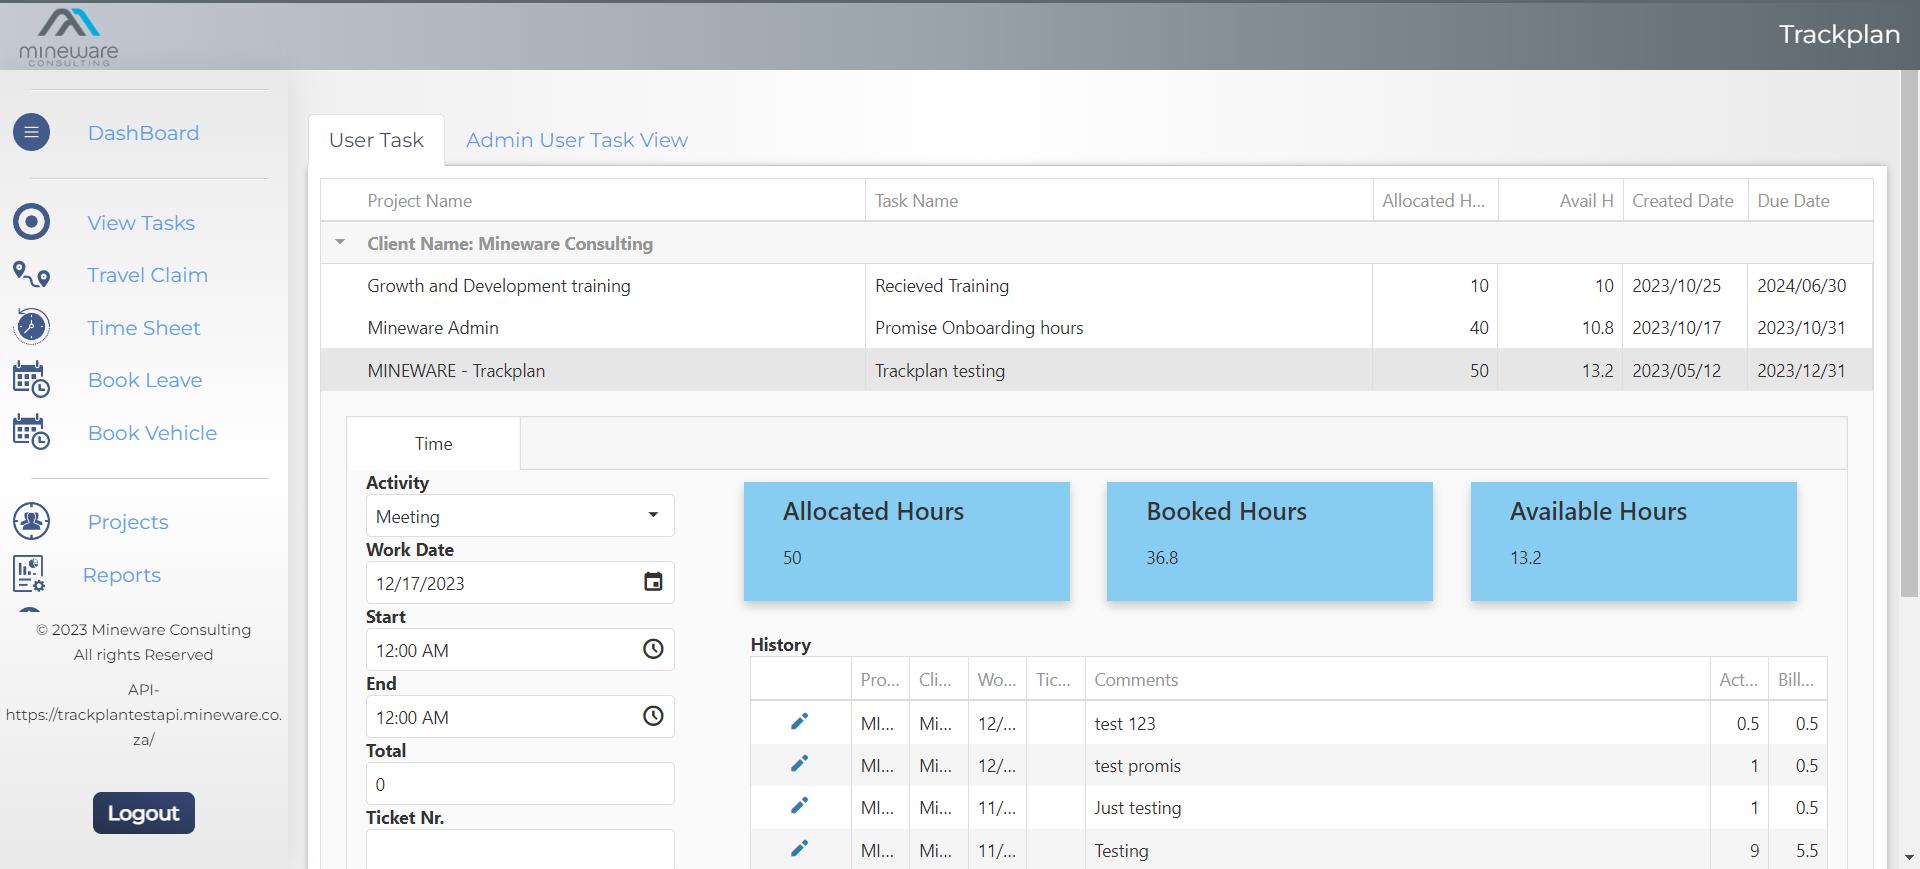 mineware
CONSULTING
Trackplan
DashBoard
View Tasks
Travel Claim
Time Sheet
Book Leave
Book Vehicle
Projects
Reports
© 2023 Mineware Consulting
All rights Reserved
API-
https://trackplantestapi.mineware.co.
za/
Logout
User Task Admin User Task View
Project Name Task Name Allocated H... Avail H Created Date Due Date
Client Name: Mineware Consulting
Growth and Development training Recieved Training 10 10 2023/10/25 2024/06/30
Mineware Admin Promise Onboarding hours 40 10.8 2023/10/17 2023/10/31
MINEWARE - Trackplan Trackplan testing 50 13.2 2023/05/12 2023/12/31
Time
Activity
Meeting
Work Date
12/17/2023
Start
12:00 AM
End
12:00 AM
Total
0
Ticket Nr.
Allocated Hours
50
Booked Hours
36.8
Available Hours
13.2
History
Pro... Cli... Wo... Tic... Comments Act... Bill...
MI... Mi... 12/... test 123 0.5 0.5
MI... Mi... 12/... test promis 1 0.5
MI... Mi... 11/... Just testing 1 0.5
MI... Mi... 11/... Testing 9 5.5